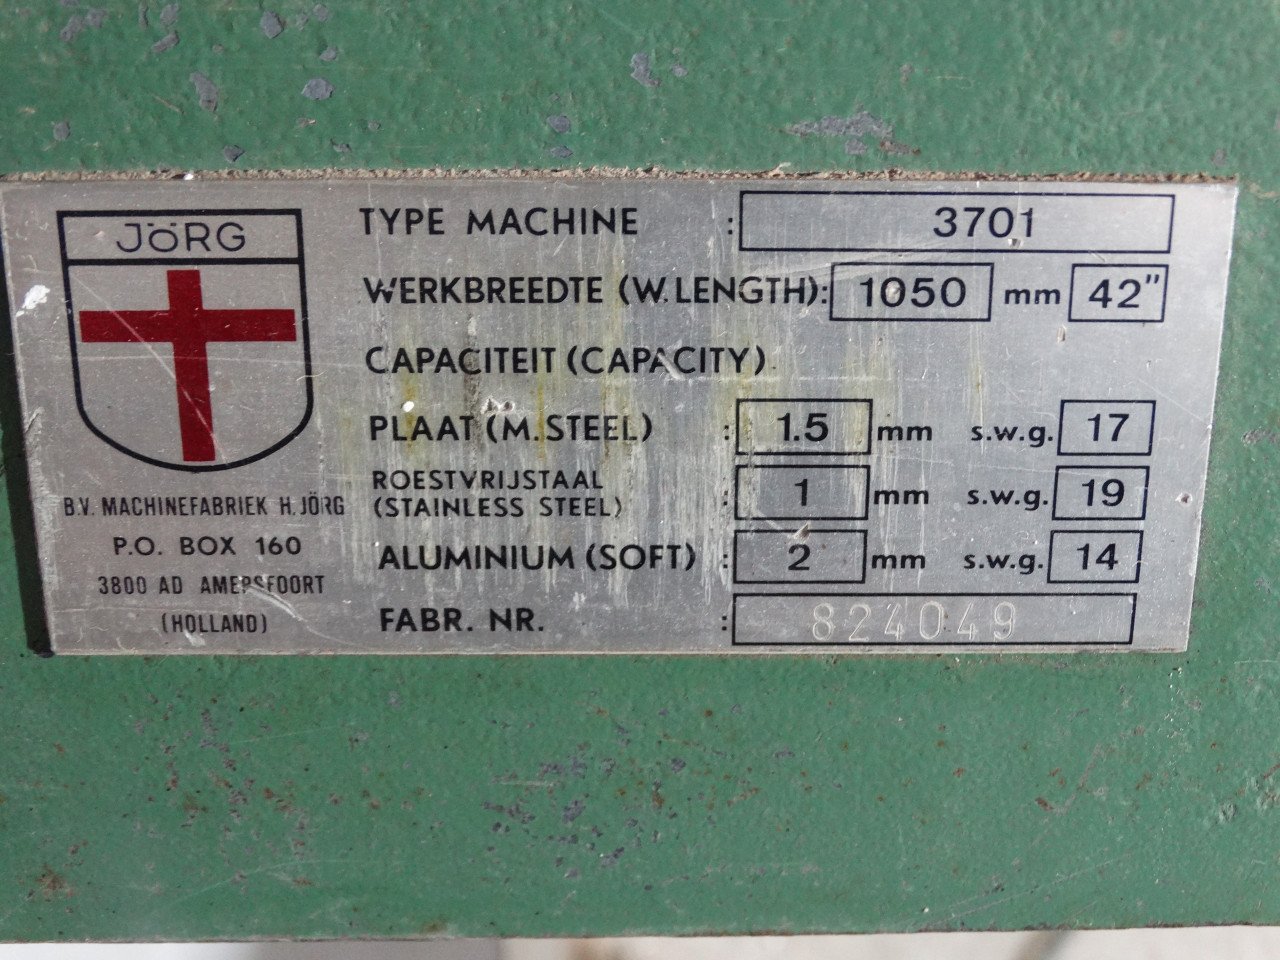 JÖRG
B.V. MACHINEFABRIEK H. JÖRG
P.O. BOX 160
3800 AD AMERSFOORT
(HOLLAND)
TYPE MACHINE : 3701
WERKBREEDTE (W. LENGTH): 1050 mm 42"
CAPACITEIT (CAPACITY)
PLAAT (M. STEEL) : 1.5 mm s.w.g. 17
ROESTVRIJSTAAL
(STAINLESS STEEL) : 1 mm s.w.g. 19
ALUMINIUM (SOFT) : 2 mm s.w.g. 14
FABR. NR. : 824049